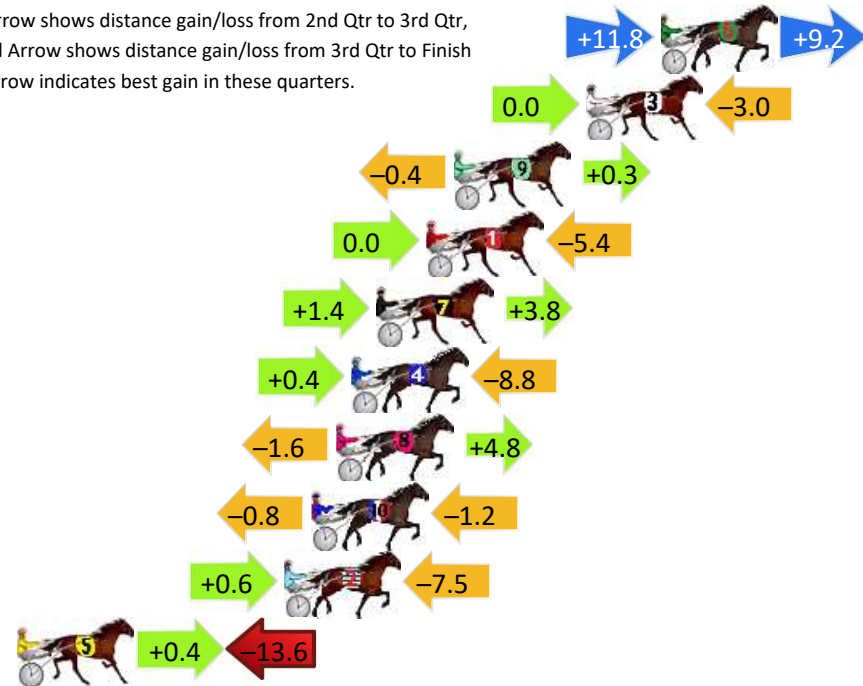 rrow shows distance gain/loss from 2nd Qtr to 3rd Qtr,
d Arrow shows distance gain/loss from 3rd Qtr to Finish
rrow indicates best gain in these quarters.
+11.8 6 +9.2
0.0 3 –3.0
–0.4 9 +0.3
0.0 1 –5.4
+1.4 7 +3.8
+0.4 4 –8.8
–1.6 8 +4.8
–0.8 10 –1.2
+0.6 2 –7.5
5 +0.4 –13.6